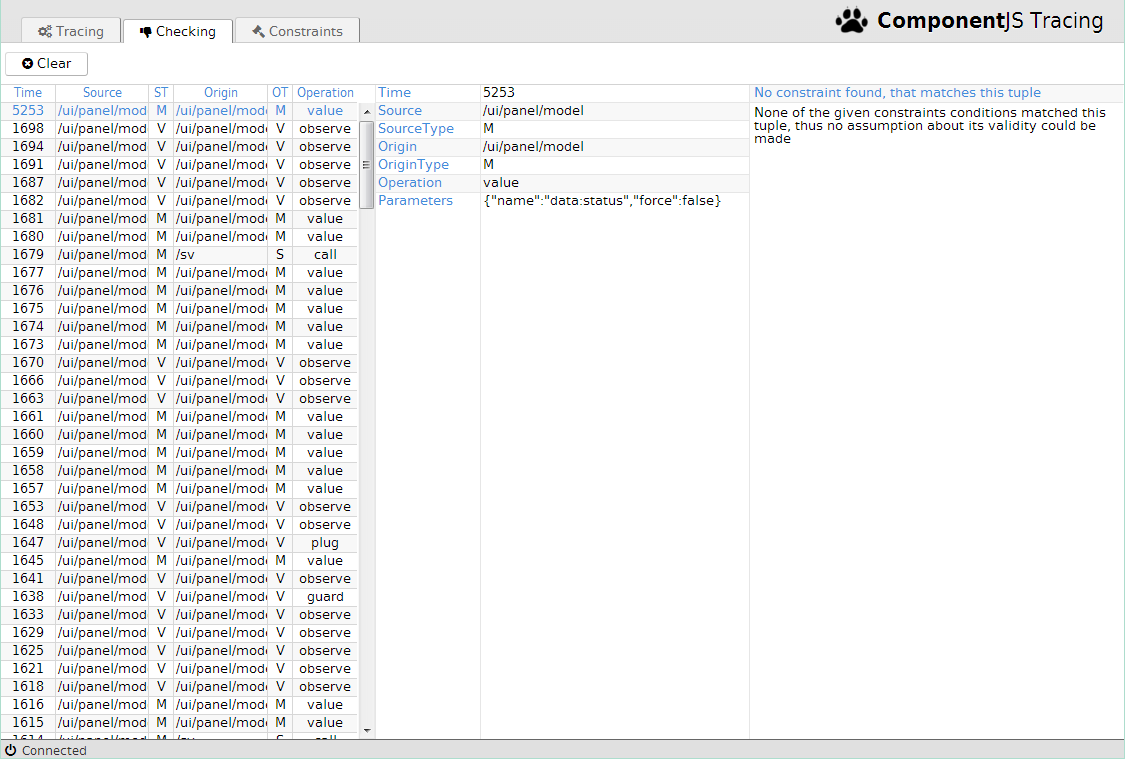 Tracing Checking Constraints ComponentJS Tracing
Clear
Time Source ST Origin OT Operation Time 5253 No constraint found, that matches this tuple
5253 /ui/panel/mod M /ui/panel/mod M value Source /ui/panel/model None of the given constraints conditions matched this
1698 /ui/panel/mod V /ui/panel/mod V observe SourceType M tuple, thus no assumption about its validity could be
1694 /ui/panel/mod V /ui/panel/mod V observe Origin /ui/panel/model made
1691 /ui/panel/mod V /ui/panel/mod V observe OriginType M
1687 /ui/panel/mod V /ui/panel/mod V observe Operation value
1682 /ui/panel/mod V /ui/panel/mod V observe Parameters {"name":"data:status","force":false}
1681 /ui/panel/mod M /ui/panel/mod M value
1680 /ui/panel/mod M /ui/panel/mod M value
1679 /ui/panel/mod M /sv S call
1677 /ui/panel/mod M /ui/panel/mod M value
1676 /ui/panel/mod M /ui/panel/mod M value
1675 /ui/panel/mod M /ui/panel/mod M value
1674 /ui/panel/mod M /ui/panel/mod M value
1673 /ui/panel/mod M /ui/panel/mod M value
1670 /ui/panel/mod V /ui/panel/mod V observe
1666 /ui/panel/mod V /ui/panel/mod V observe
1663 /ui/panel/mod V /ui/panel/mod V observe
1661 /ui/panel/mod M /ui/panel/mod M value
1660 /ui/panel/mod M /ui/panel/mod M value
1659 /ui/panel/mod M /ui/panel/mod M value
1658 /ui/panel/mod M /ui/panel/mod M value
1657 /ui/panel/mod M /ui/panel/mod M value
1653 /ui/panel/mod V /ui/panel/mod V observe
1648 /ui/panel/mod V /ui/panel/mod V observe
1647 /ui/panel/mod V /ui/panel/mod V plug
1645 /ui/panel/mod M /ui/panel/mod M value
1641 /ui/panel/mod V /ui/panel/mod V observe
1638 /ui/panel/mod V /ui/panel/mod V guard
1633 /ui/panel/mod V /ui/panel/mod V observe
1629 /ui/panel/mod V /ui/panel/mod V observe
1625 /ui/panel/mod V /ui/panel/mod V observe
1621 /ui/panel/mod V /ui/panel/mod V observe
1618 /ui/panel/mod V /ui/panel/mod V observe
1616 /ui/panel/mod M /ui/panel/mod M value
1615 /ui/panel/mod M /ui/panel/mod M value
1614 /ui/panel/mod M /sv S call
Connected